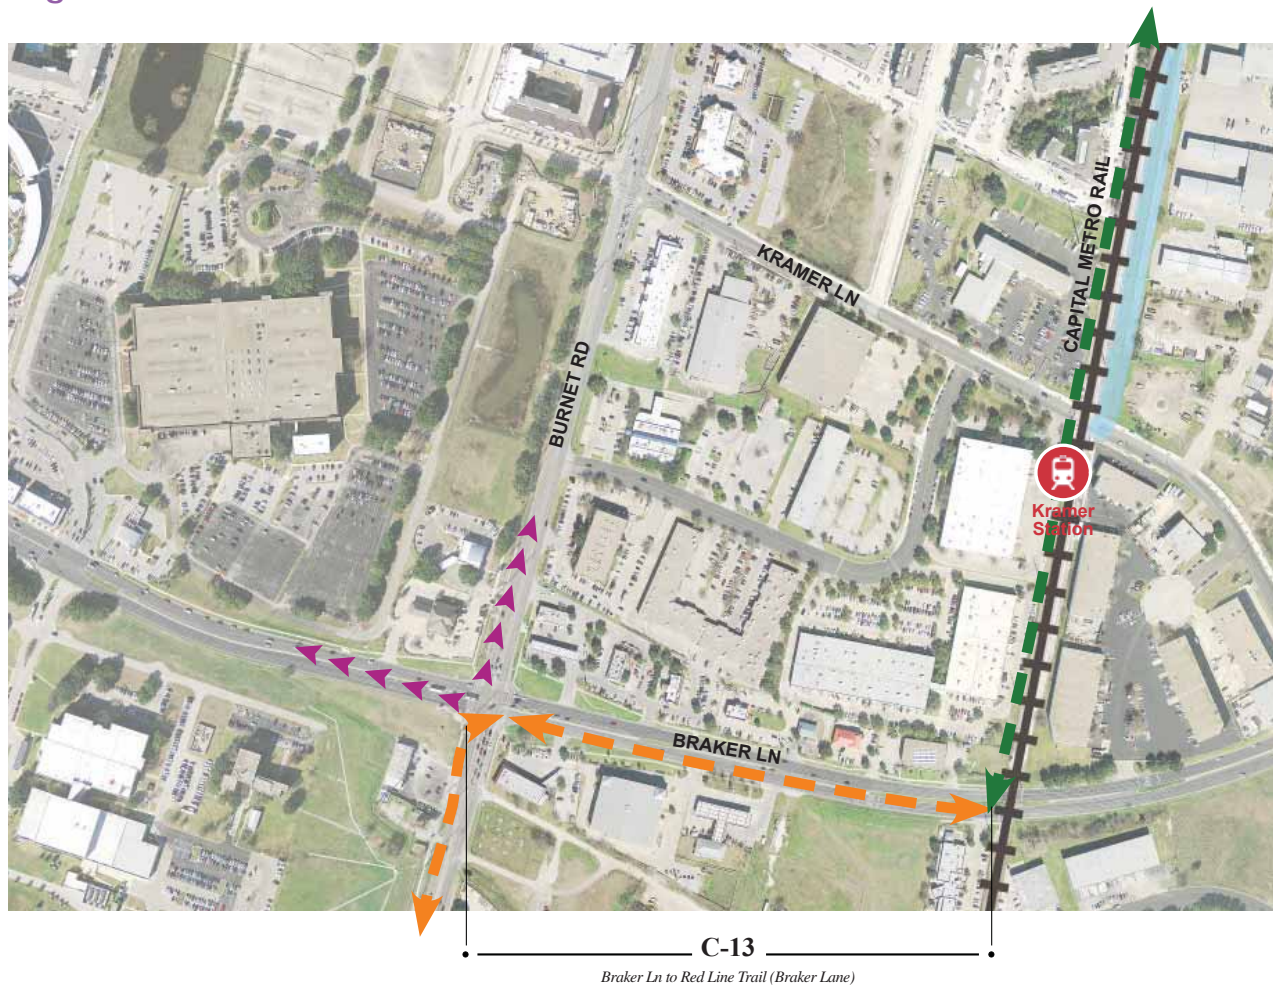 CAPITAL METRO RAIL
KRAMER LN
BURNET RD
Kramer
Station
BRAKER LN
C-13
Braker Ln to Red Line Trail (Braker Lane)